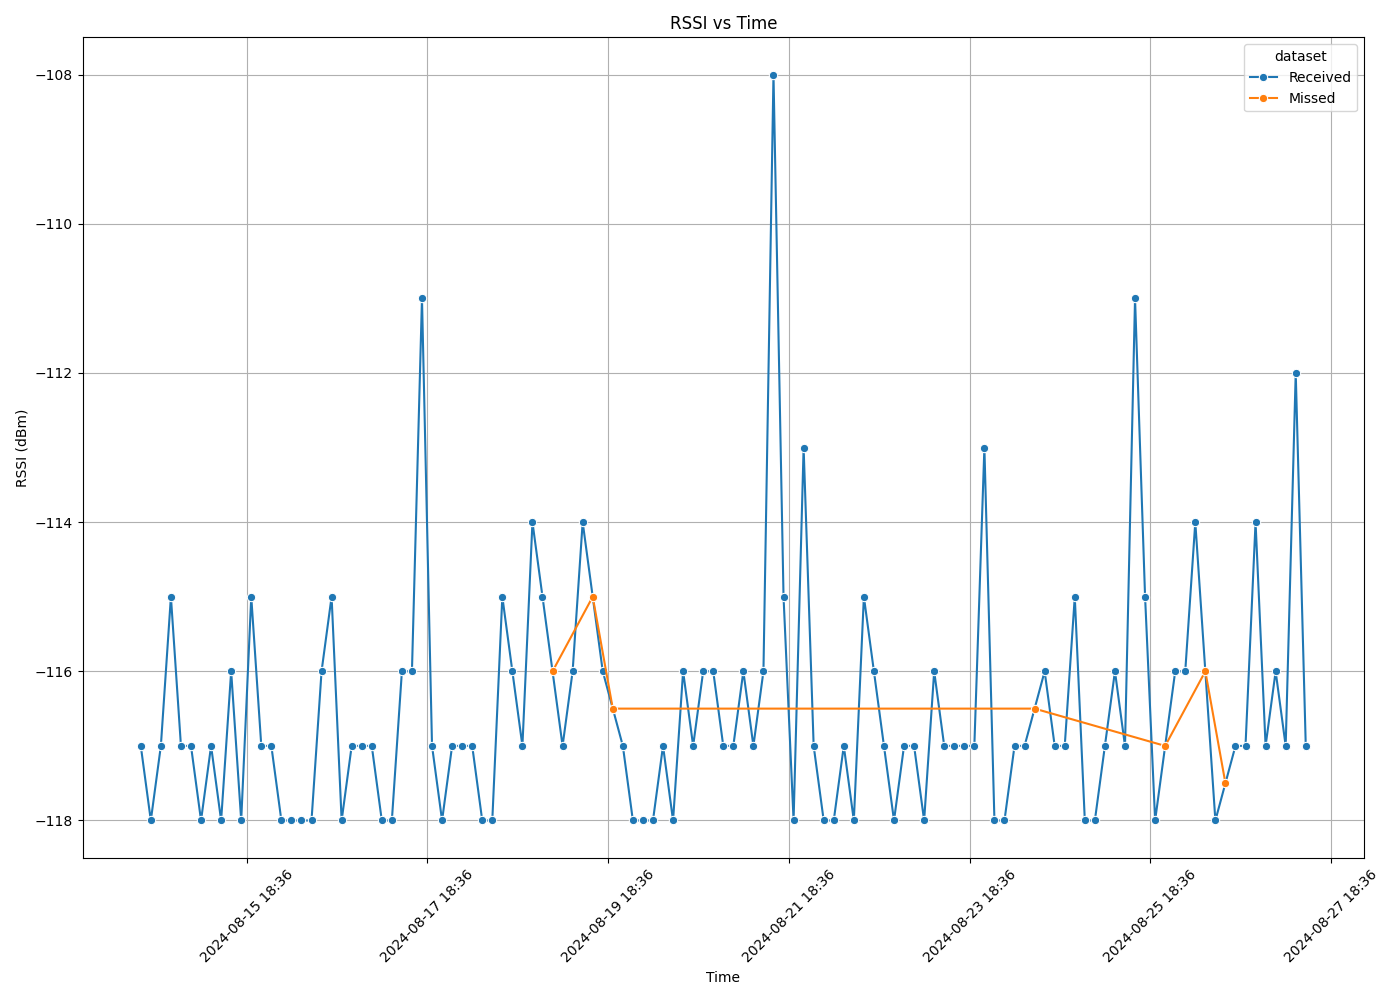 RSSI vs Time
dataset
Received
Missed
RSSI (dBm)
−108
−110
−112
−114
−116
−118
2024-08-15 18:36
2024-08-17 18:36
2024-08-19 18:36
2024-08-21 18:36
2024-08-23 18:36
2024-08-25 18:36
2024-08-27 18:36
Time